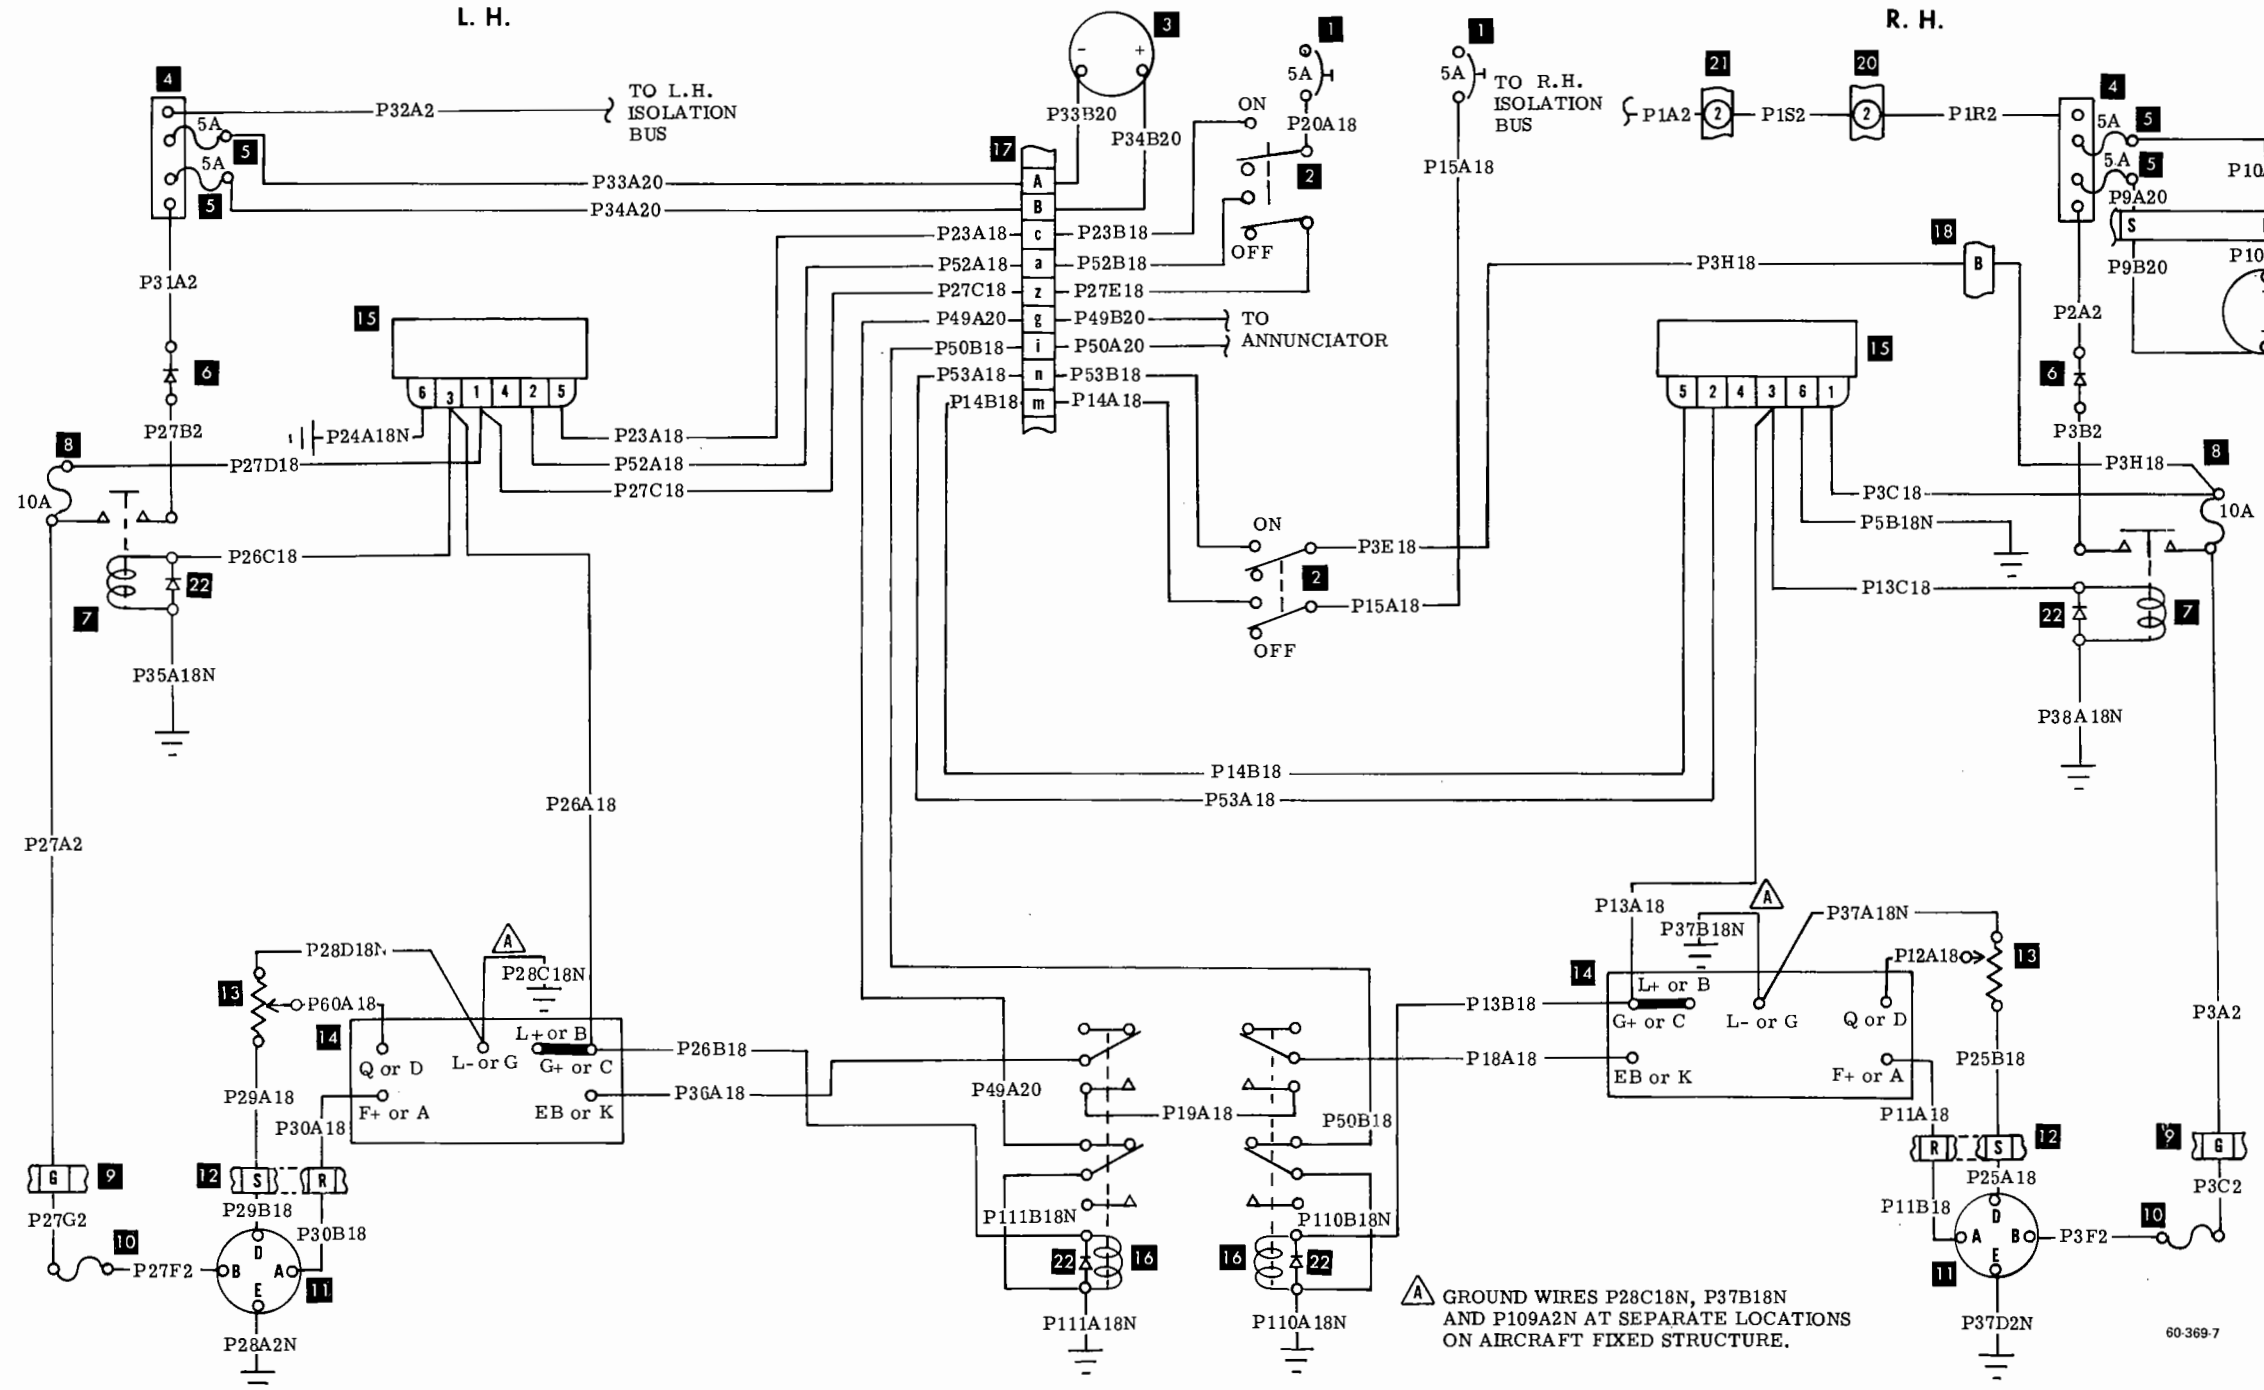 L. H.
R. H.
3
1
1
- +
4
P32A2
TO L.H.
ISOLATION
BUS
5A
5
5A
5
P33B20
P34B20
17
ON
5A
P20A18
2
OFF
5A
TO R.H.
ISOLATION
BUS
P15A18
21
20
P1A2
2
P1S2
2
P1R2
4
5A
5
5A
5
P10
P9A20
S
P9B20
P10
P33A20
A
P34A20
B
P23A18
c
P23B18
P52A18
a
P52B18
P27C18
z
P27E18
P49A20
g
P49B20
TO
ANNUNCIATOR
P50B18
i
P50A20
P53A18
n
P53B18
P14B18
m
P14A18
18
B
P3H18
P31A2
15
6
P27B2
6 3 1 4 2 5
P24A18N
P23A18
P52A18
P27C18
P27D18
8
10A
P26C18
22
7
P35A18N
15
5 2 4 3 6 1
P2A2
6
P3B2
P3H18
8
P3C18
10A
P5B18N
P13C18
22
7
P38A18N
ON
P3E18
2
P15A18
OFF
P14B18
P53A18
P26A18
P27A2
P28D18N
A
P28C18N
13
P60A18
14
L+ or B
Q or D
L- or G
G+ or C
F+ or A
EB or K
P29A18
P30A18
P26B18
P36A18
P49A20
P19A18
P50B18
P13B18
P18A18
P13A18
P37B18N
A
P37A18N
14
L+ or B
P12A18
13
G+ or C
L- or G
Q or D
EB or K
F+ or A
P25B18
P11A18
P3A2
9
G
12
S
R
P29B18
P30B18
P27G2
10
P27F2
D
B
A
E
11
P28A2N
P111B18N
22
16
P111A18N
P110B18N
16
22
P110A18N
R
S
12
P25A18
P11B18
D
A
B
E
11
P3F2
10
9
G
P3C2
P37D2N
A
GROUND WIRES P28C18N, P37B18N
AND P109A2N AT SEPARATE LOCATIONS
ON AIRCRAFT FIXED STRUCTURE.
60-369-7